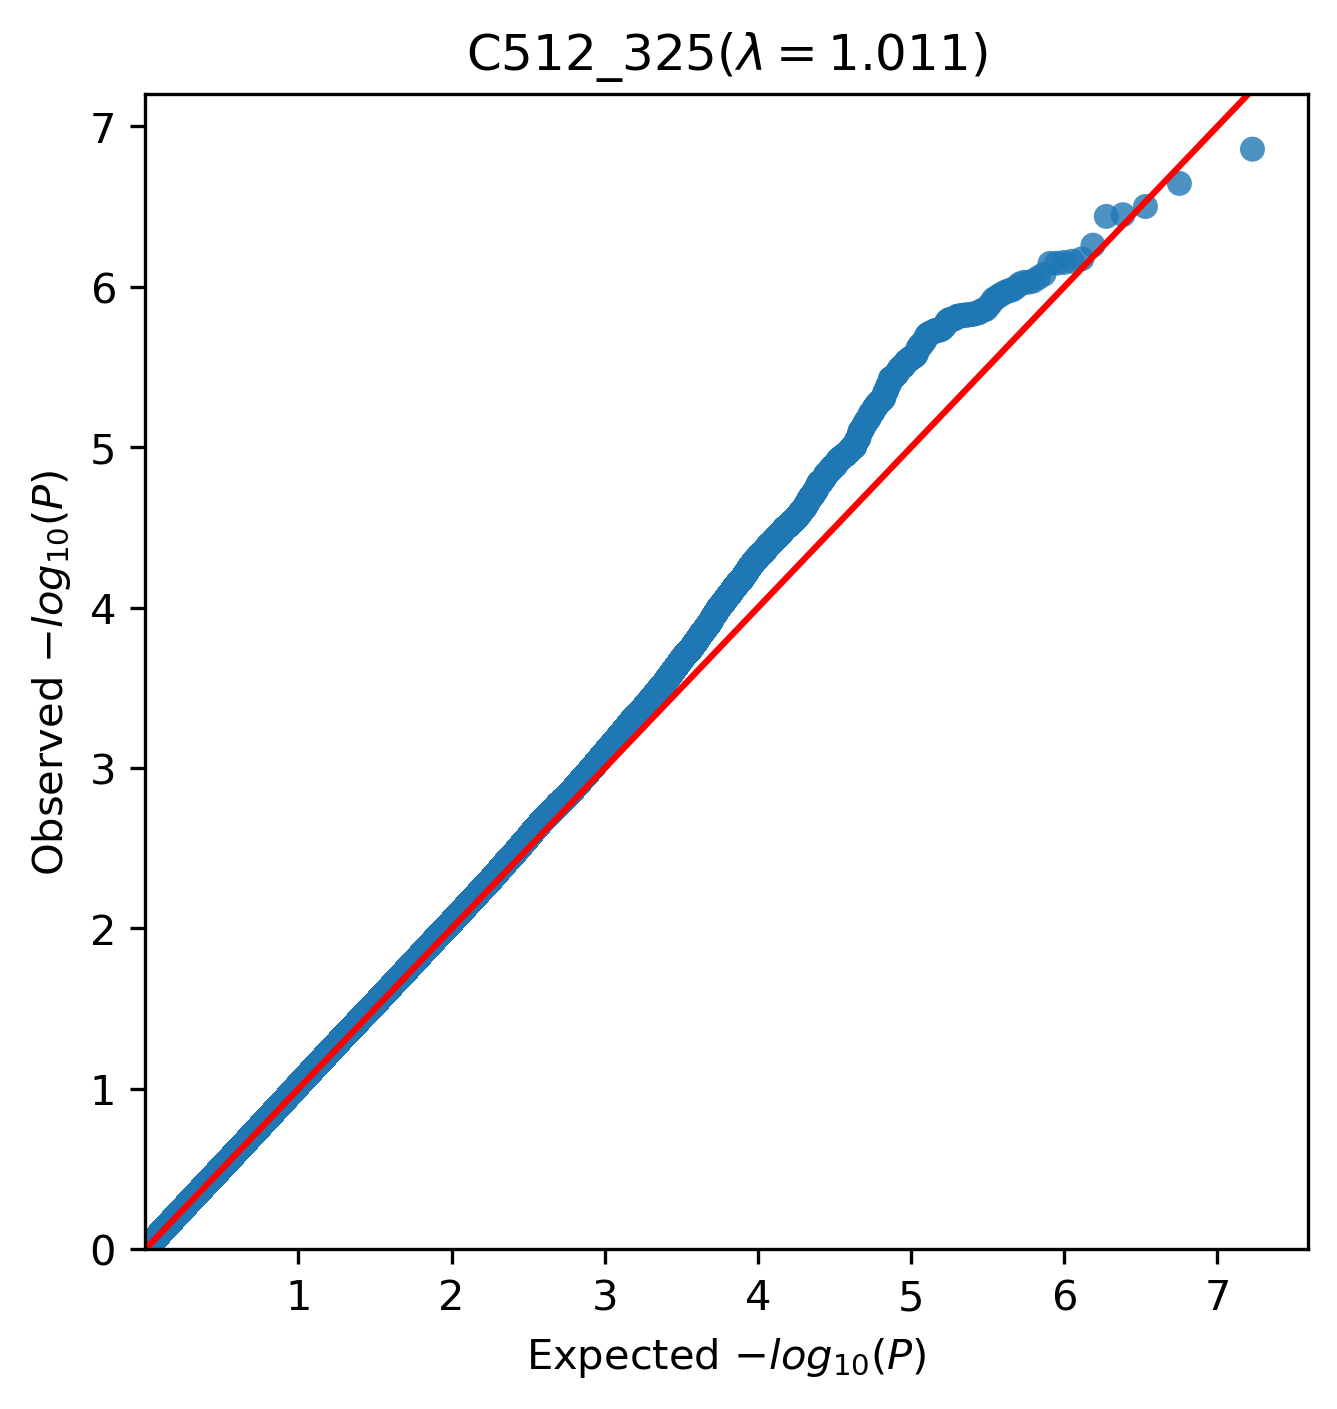 C512_325(λ = 1.011)
7
6
5
4
3
2
1
0
Observed −log₁₀(P)
1 2 3 4 5 6 7
Expected −log₁₀(P)